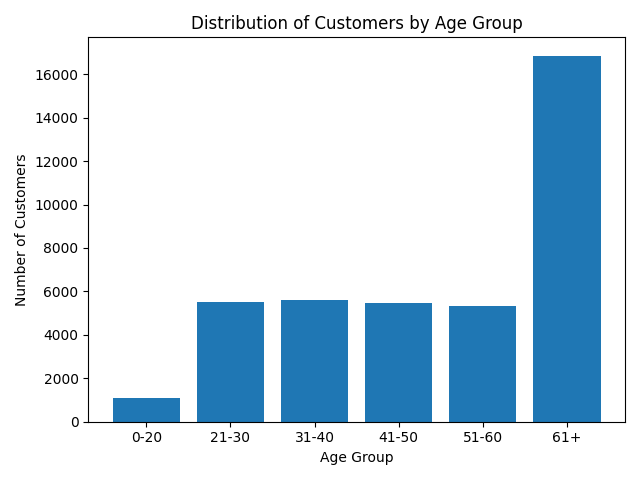 Distribution of Customers by Age Group
Number of Customers
16000
14000
12000
10000
8000
6000
4000
2000
0
0-20 21-30 31-40 41-50 51-60 61+
Age Group